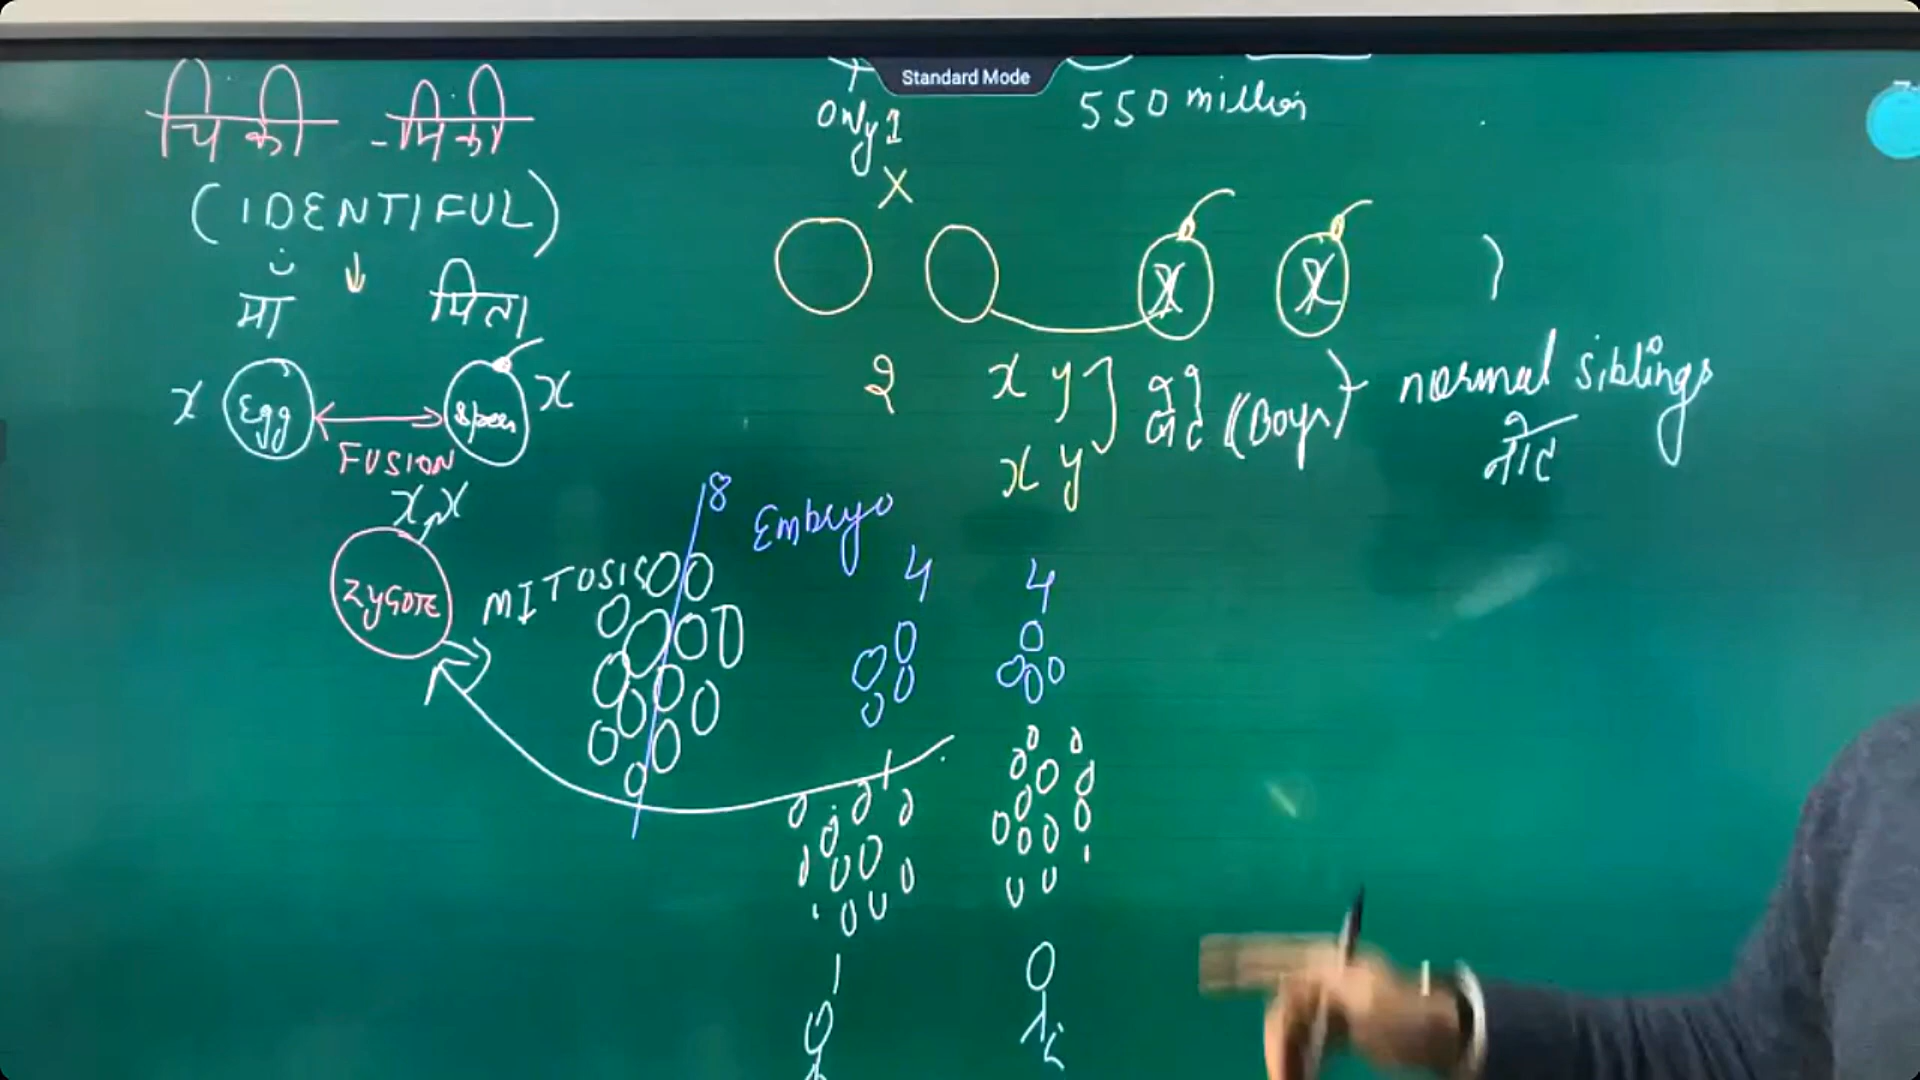 Standard Mode
चिंकी - मिंकी
(IDENTIFUL)
माँ पिता
x Egg Sperm x
FUSION
x, x
ZYGOTE
MITOSIS
8 Embryo
4 4
only 1
550 million
X
x x
2 x y
x y
(Boys)
normal siblings